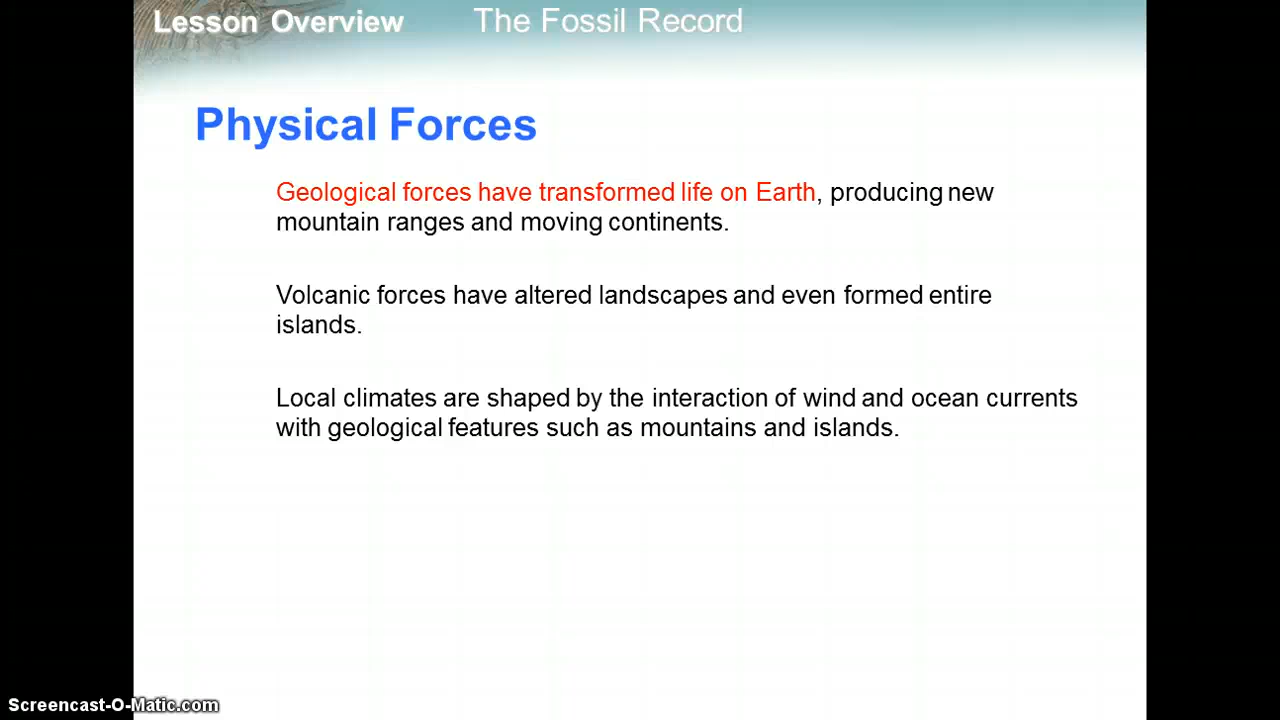 Lesson Overview The Fossil Record
Physical Forces
Geological forces have transformed life on Earth, producing new
mountain ranges and moving continents.
Volcanic forces have altered landscapes and even formed entire
islands.
Local climates are shaped by the interaction of wind and ocean currents
with geological features such as mountains and islands.
Screencast-O-Matic.com